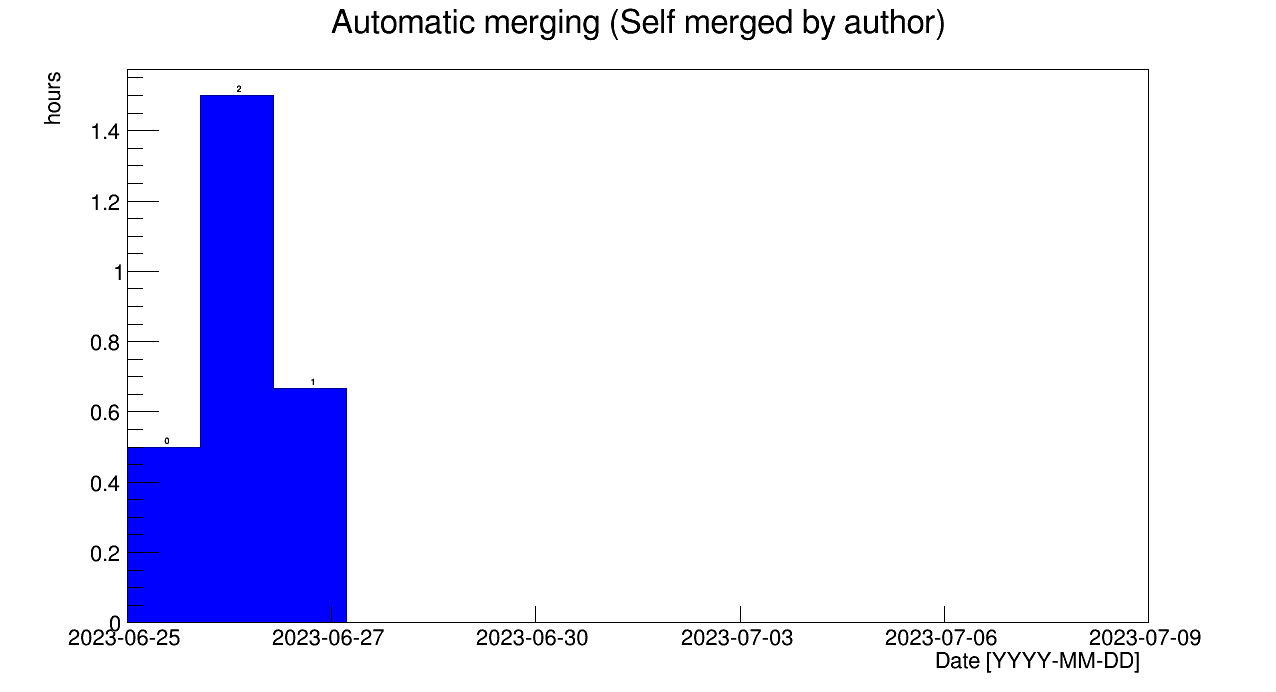 Automatic merging (Self merged by author)
hours
1.4
1.2
1
0.8
0.6
0.4
0.2
0
2
1
0
2023-06-25 2023-06-27 2023-06-30 2023-07-03 2023-07-06 2023-07-09
Date [YYYY-MM-DD]